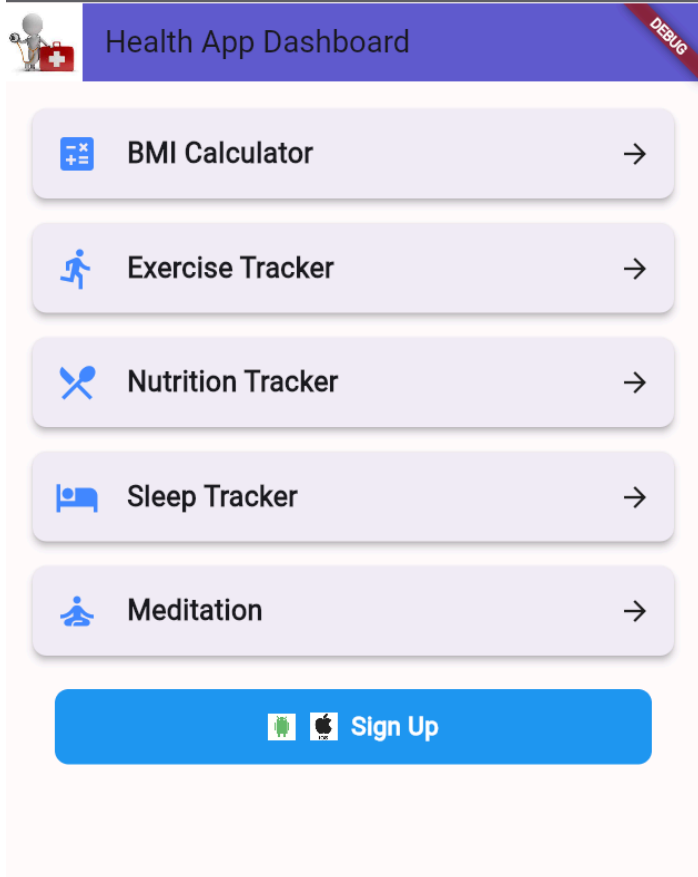 Health App Dashboard
DEBUG
BMI Calculator
Exercise Tracker
Nutrition Tracker
Sleep Tracker
Meditation
Sign Up